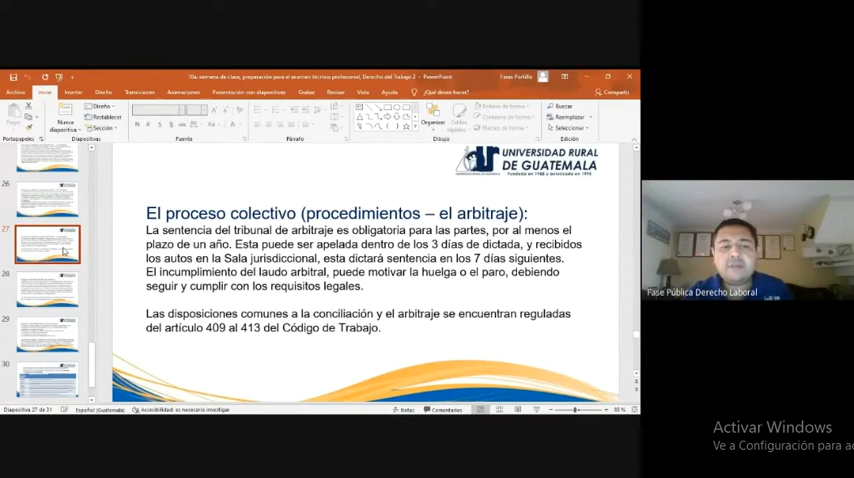 10a. semana de clase, preparación para el examen técnico profesional, Derecho del Trabajo 2 - PowerPoint
Fares Portillo
Archivo Home Insertar Diseño Transiciones Animaciones Presentación con diapositivas Grabar Revisar Vista Ayuda ¿Qué desea hacer? Compartir
Pegar
Nueva diapositiva
Diseño
Restablecer
Sección
Organizar
Estilos rápidos
Relleno de forma
Contorno de forma
Efectos de forma
Buscar
Reemplazar
Seleccionar
Portapapeles Diapositivas Fuente Párrafo Dibujo Edición
26
27
28
29
30
UNIVERSIDAD RURAL
DE GUATEMALA
El proceso colectivo (procedimientos – el arbitraje):
La sentencia del tribunal de arbitraje es obligatoria para las partes, por al menos el
plazo de un año. Esta puede ser apelada dentro de los 3 días de dictada, y recibidos
los autos en la Sala jurisdiccional, esta dictará sentencia en los 7 días siguientes.
El incumplimiento del laudo arbitral, puede motivar la huelga o el paro, debiendo
seguir y cumplir con los requisitos legales.
Las disposiciones comunes a la conciliación y el arbitraje se encuentran reguladas
del artículo 409 al 413 del Código de Trabajo.
Diapositiva 27 de 31 Español (Guatemala) Accesibilidad: es necesario investigar Notas Comentarios
Fase Pública Derecho Laboral
Activar Windows
Ve a Configuración para ac